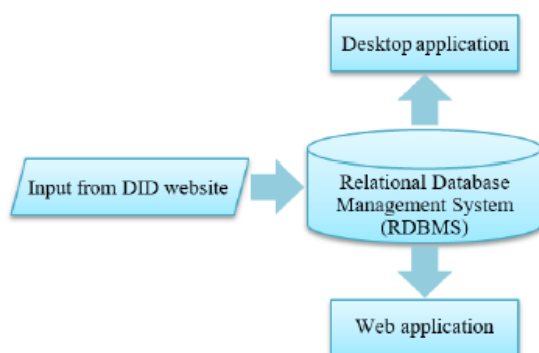 Desktop application
Input from DID website
Relational Database
Management System
(RDBMS)
Web application